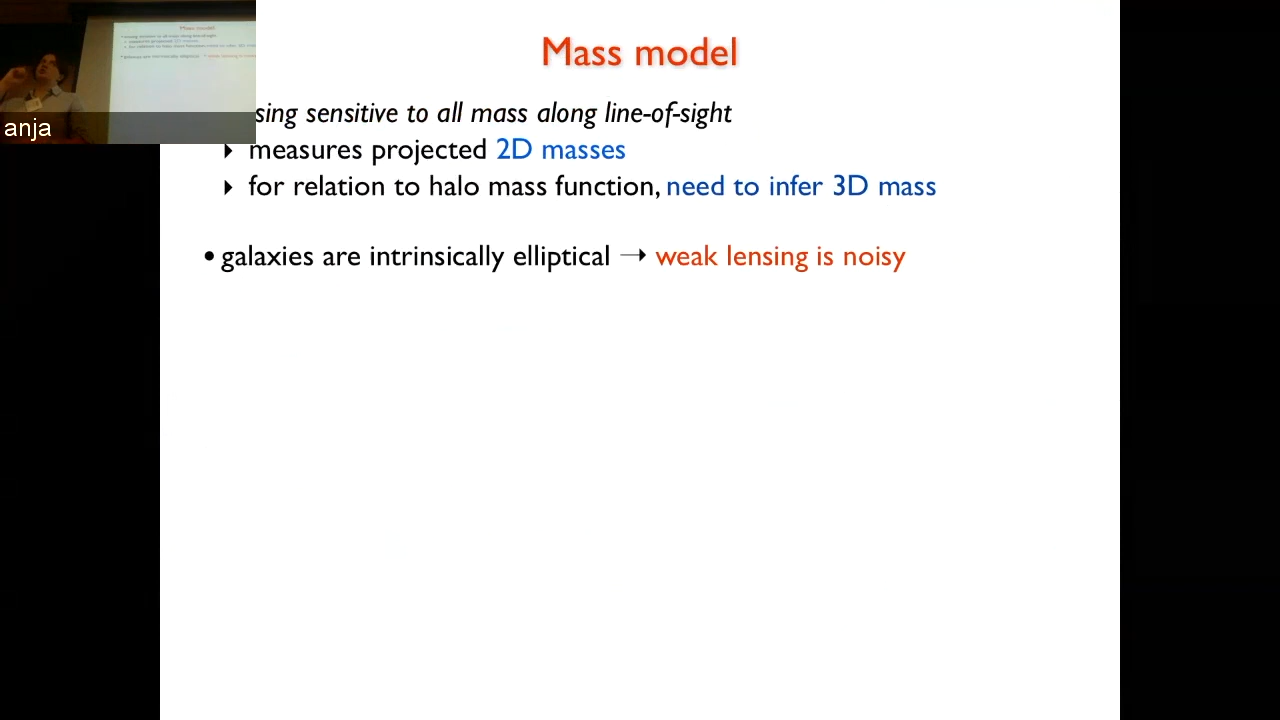 Mass model
sing sensitive to all mass along line-of-sight
measures projected 2D masses
for relation to halo mass function, need to infer 3D mass
• galaxies are intrinsically elliptical → weak lensing is noisy
anja